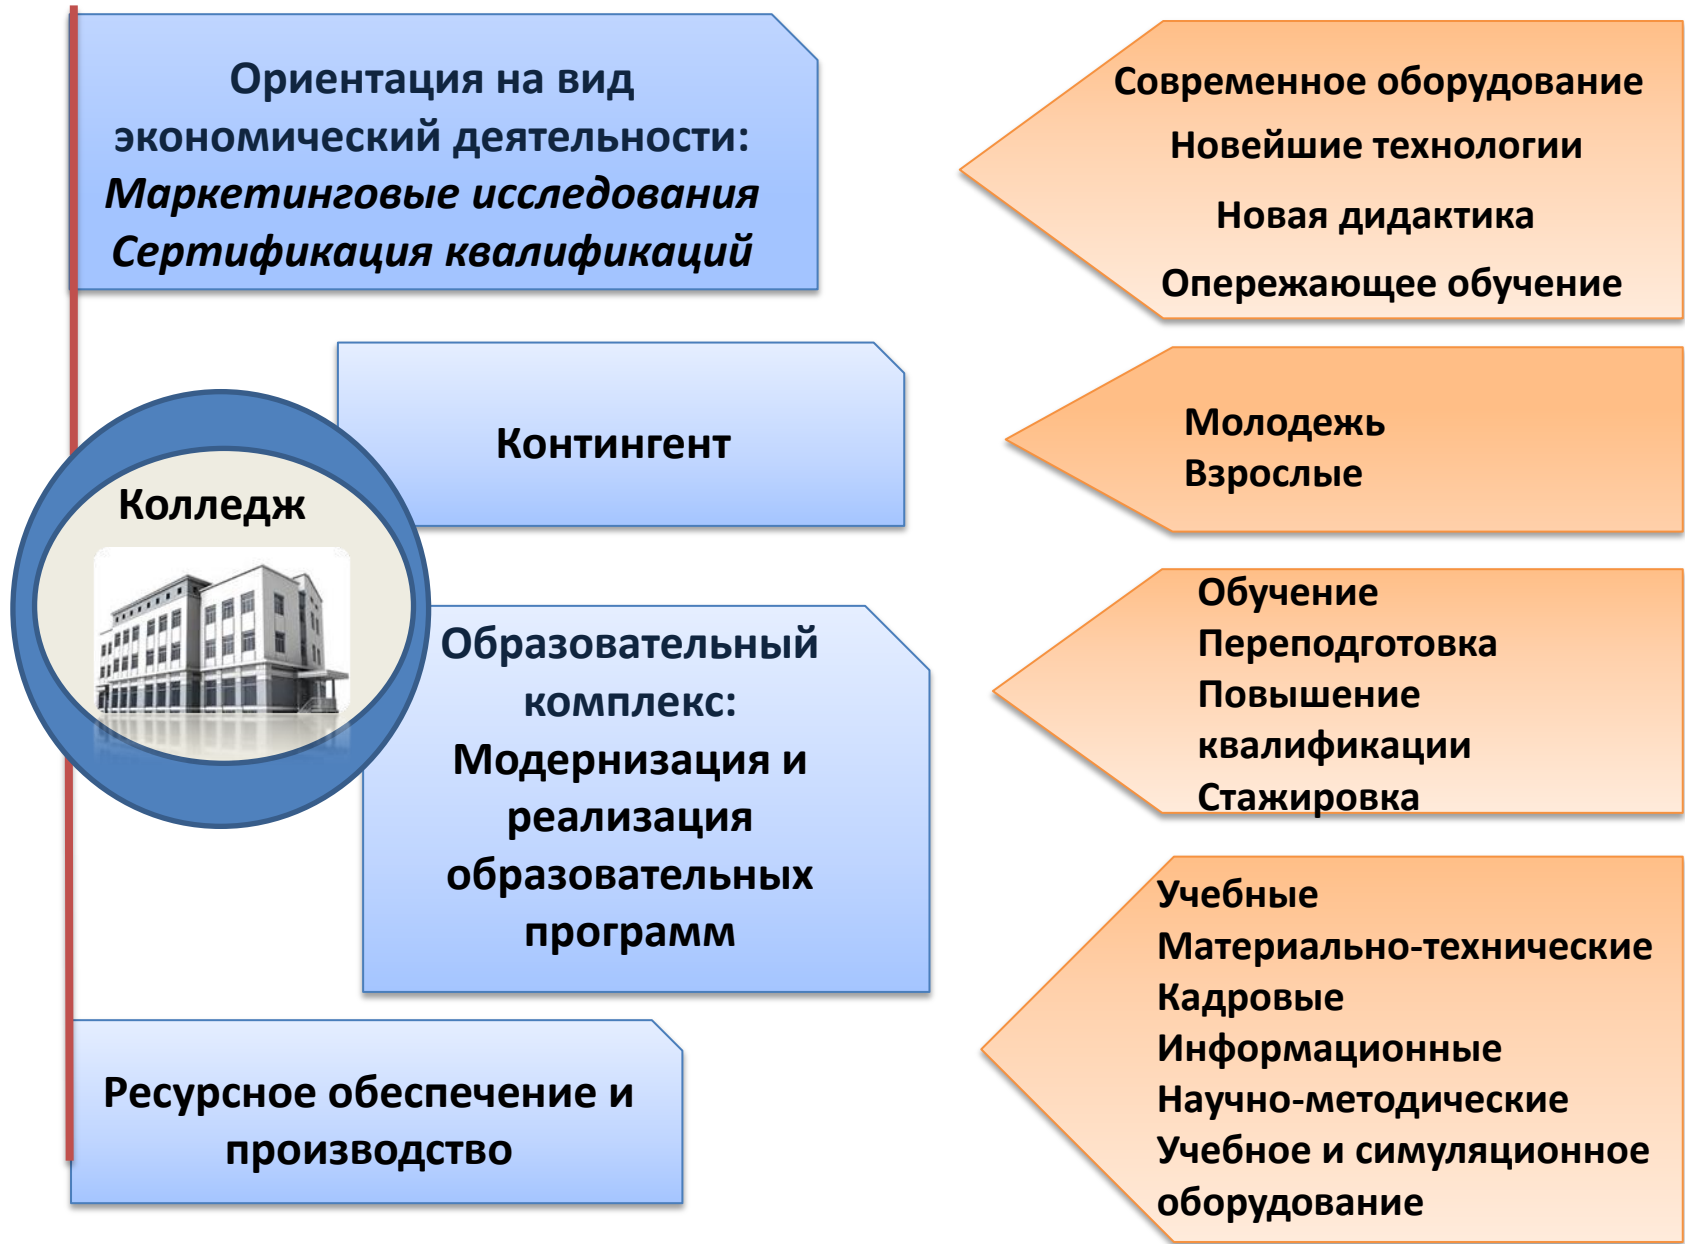 Ориентация на вид
экономический деятельности:
Маркетинговые исследования
Сертификация квалификаций
Современное оборудование
Новейшие технологии
Новая дидактика
Опережающее обучение
Контингент
Молодежь
Взрослые
Колледж
Образовательный
комплекс:
Модернизация и
реализация
образовательных
программ
Обучение
Переподготовка
Повышение
квалификации
Стажировка
Ресурсное обеспечение и
производство
Учебные
Материально-технические
Кадровые
Информационные
Научно-методические
Учебное и симуляционное
оборудование